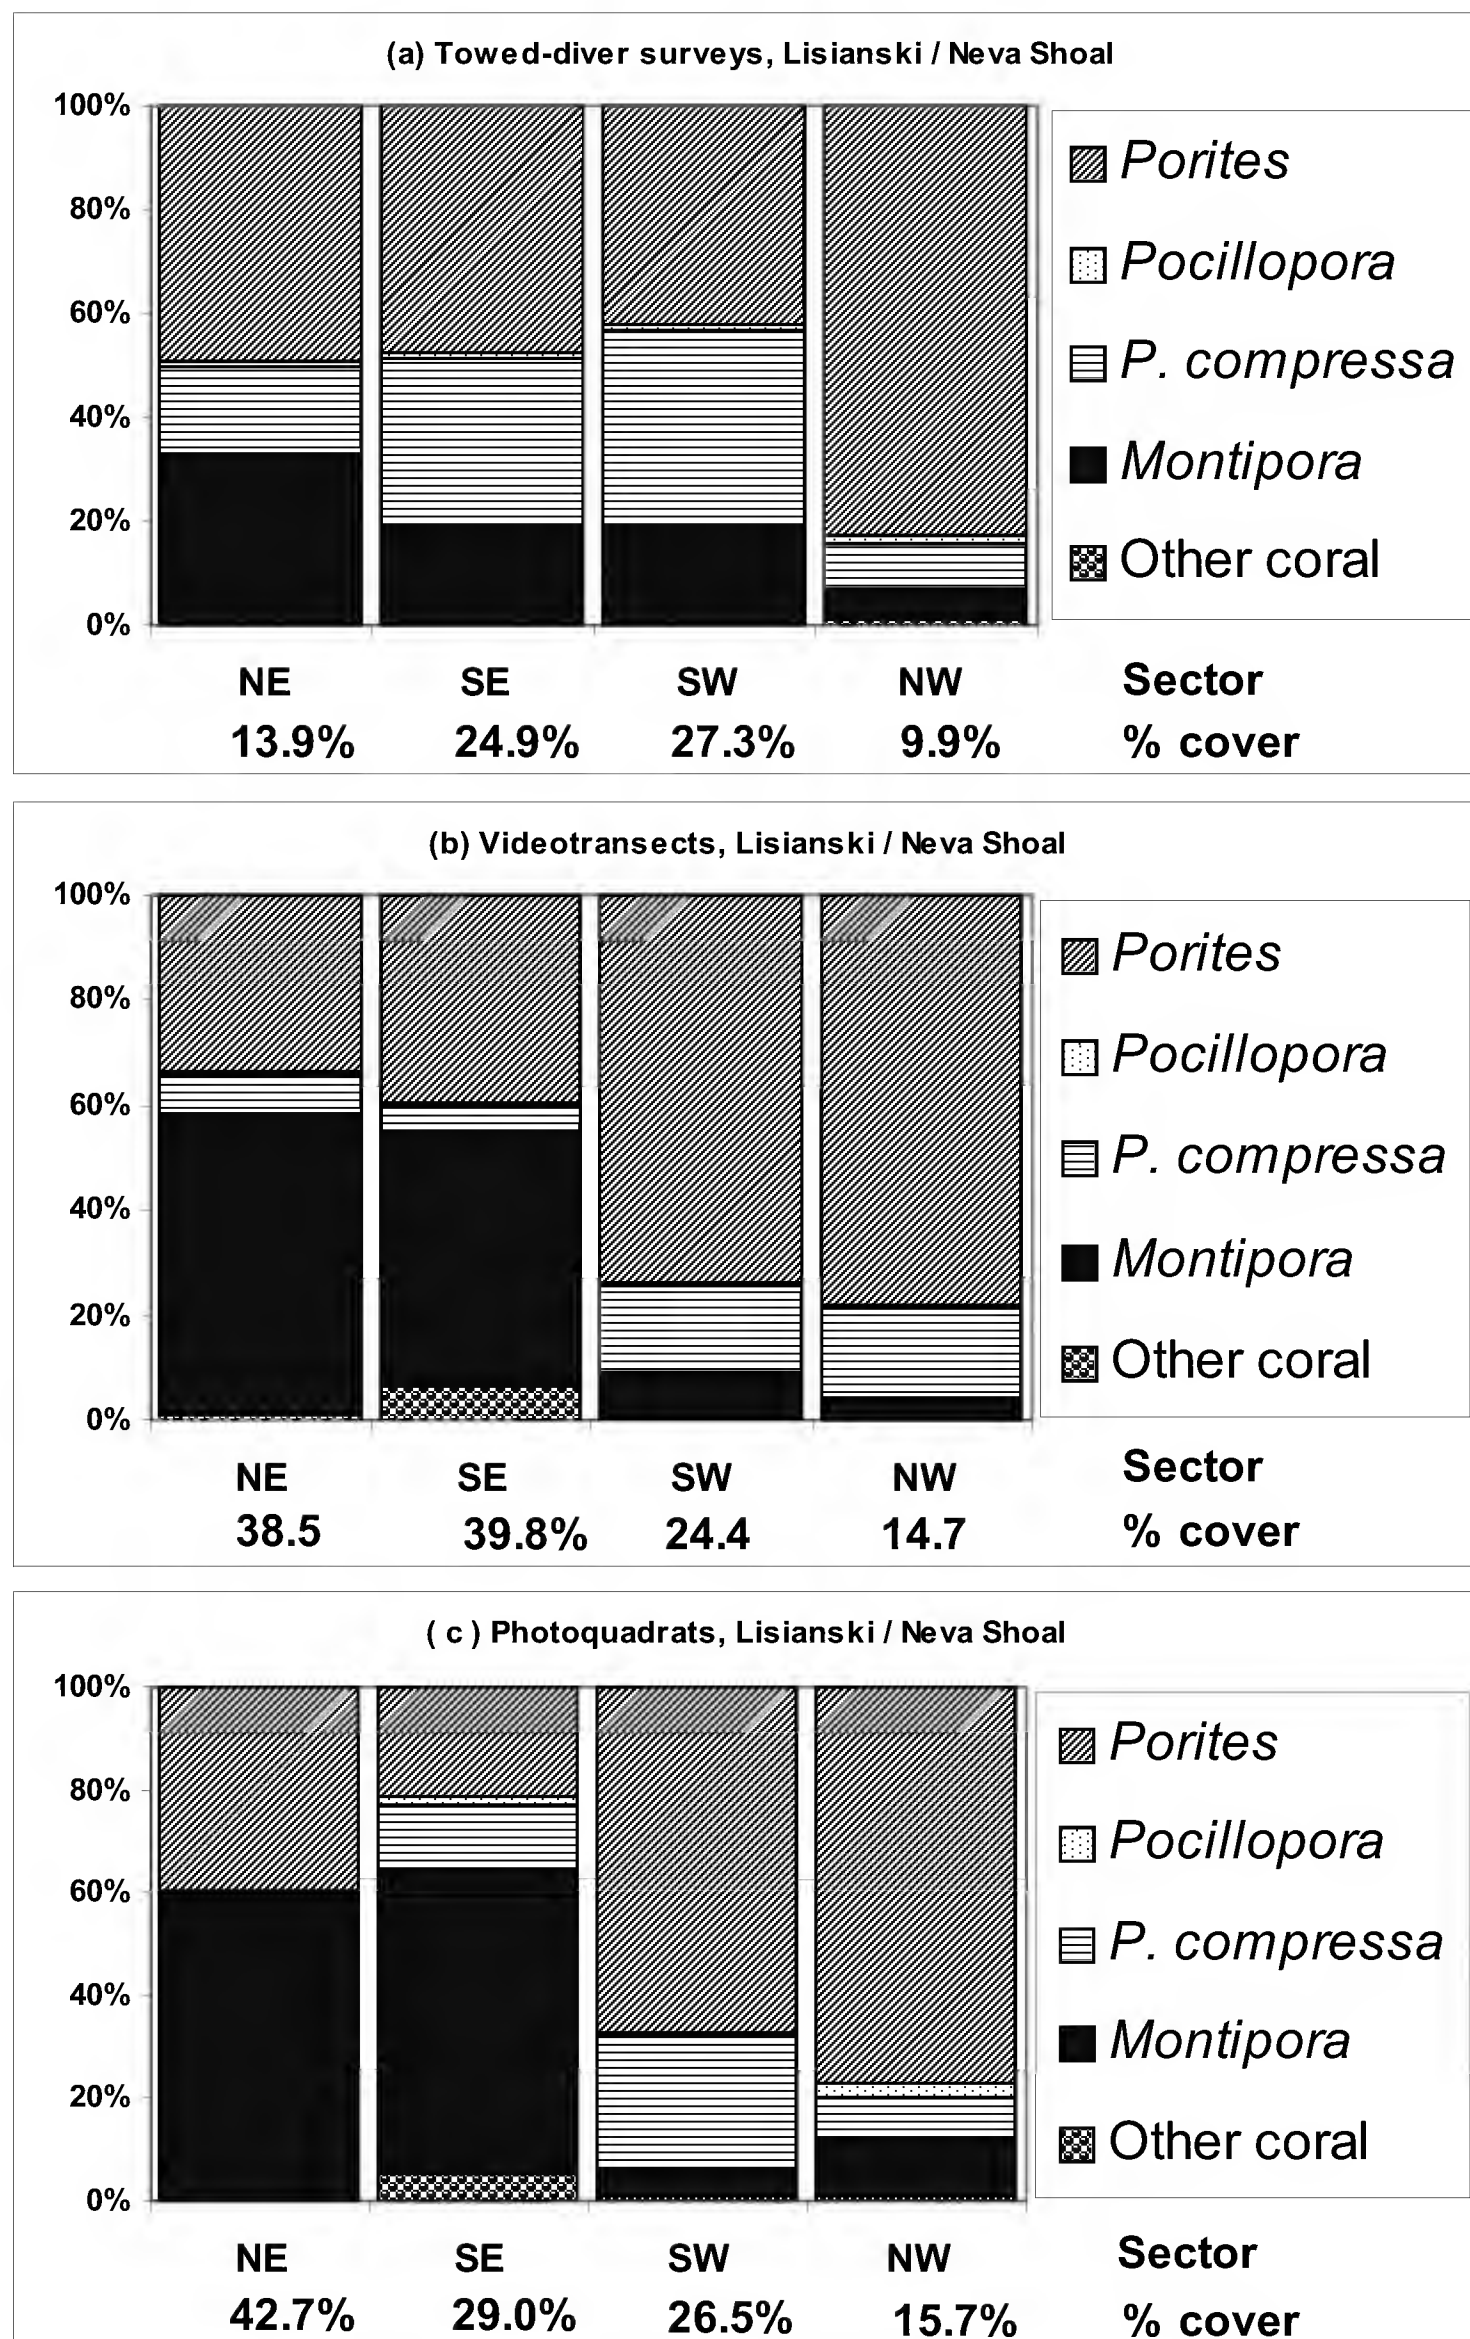 (a) Towed-diver surveys, Lisianski / Neva Shoal
100%
80%
60%
40%
20%
0%
Porites
Pocillopora
P. compressa
Montipora
Other coral
NE SE SW NW Sector
13.9% 24.9% 27.3% 9.9% % cover
(b) Videotransects, Lisianski / Neva Shoal
100%
80%
60%
40%
20%
0%
Porites
Pocillopora
P. compressa
Montipora
Other coral
NE SE SW NW Sector
38.5 39.8% 24.4 14.7 % cover
( c ) Photoquadrats, Lisianski / Neva Shoal
100%
80%
60%
40%
20%
0%
Porites
Pocillopora
P. compressa
Montipora
Other coral
NE SE SW NW Sector
42.7% 29.0% 26.5% 15.7% % cover